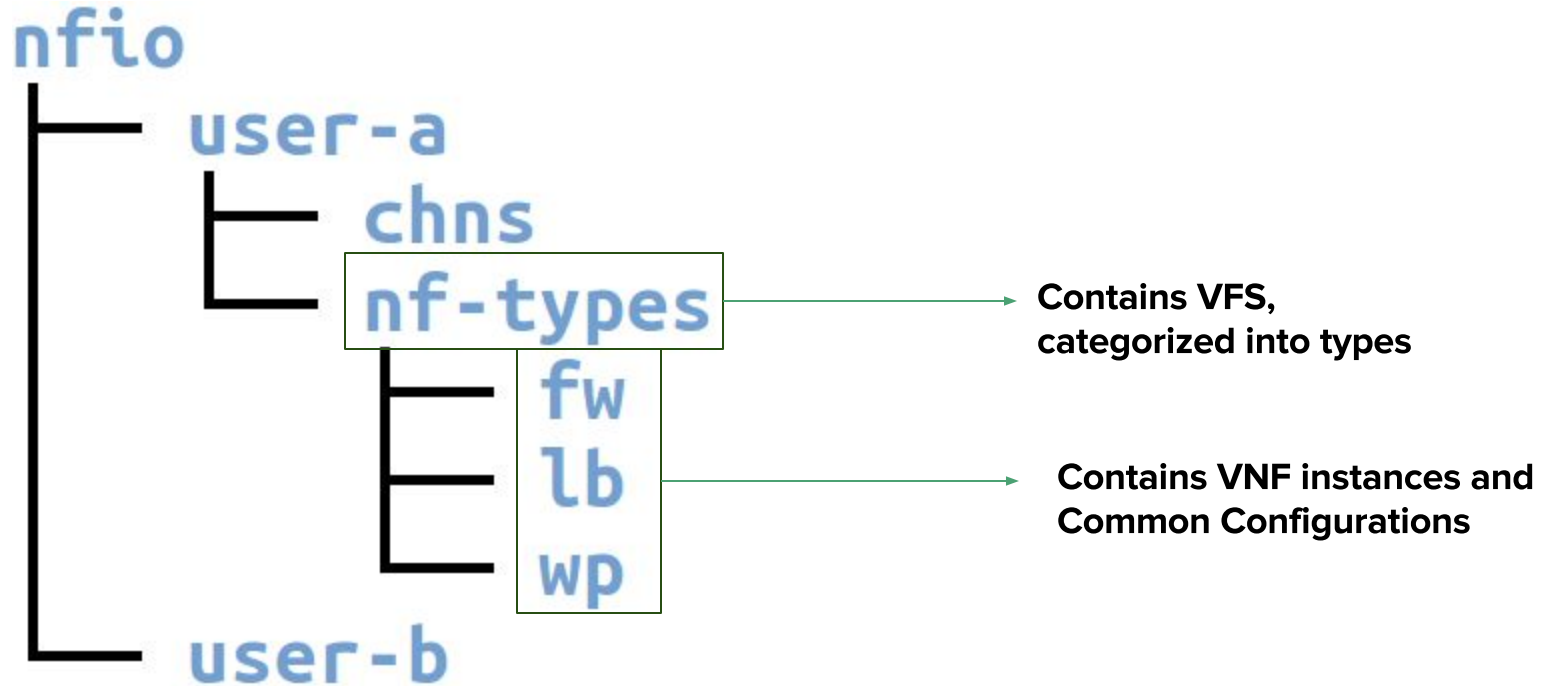 nfio
user-a
chns
nf-types
Contains VFS,
categorized into types
fw
lb
Contains VNF instances and
Common Configurations
wp
user-b